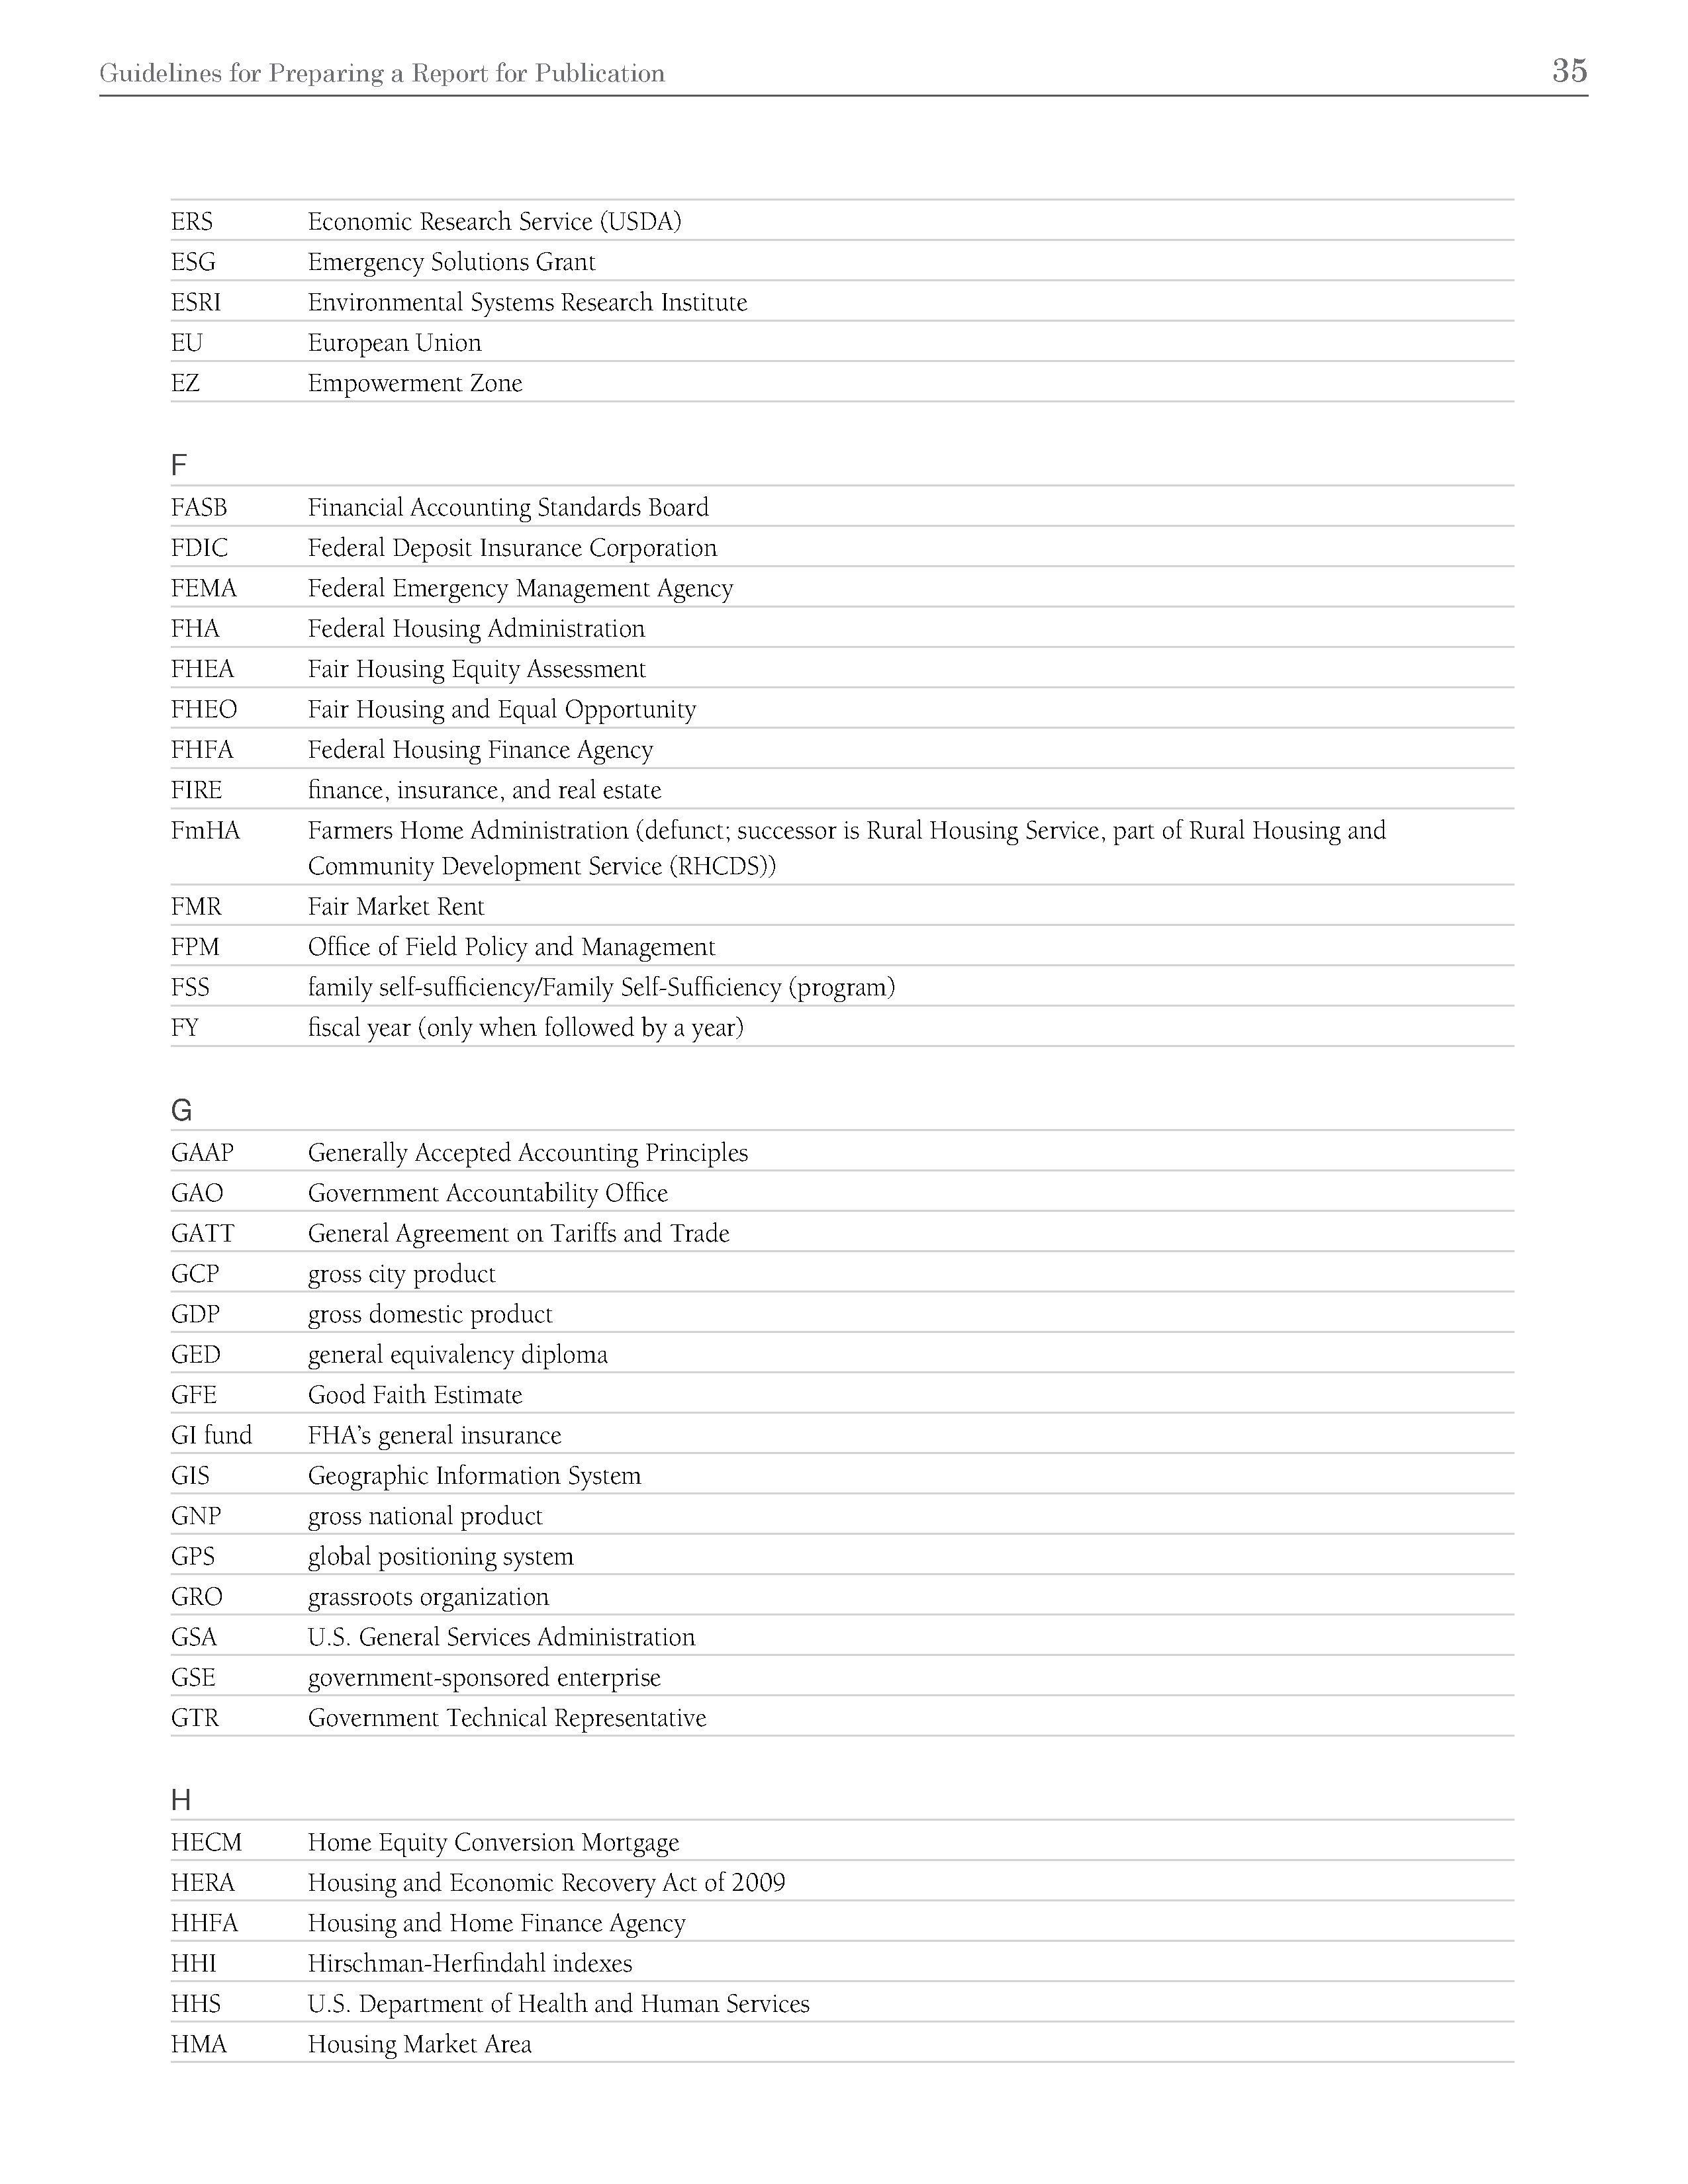 Guidelines for Preparing a Report for Publication 35
ERS Economic Research Service (USDA)
ESG Emergency Solutions Grant
ESRI Environmental Systems Research Institute
EU European Union
EZ Empowerment Zone
F
FASB Financial Accounting Standards Board
FDIC Federal Deposit Insurance Corporation
FEMA Federal Emergency Management Agency
FHA Federal Housing Administration
FHEA Fair Housing Equity Assessment
FHEO Fair Housing and Equal Opportunity
FHFA Federal Housing Finance Agency
FIRE finance, insurance, and real estate
FmHA Farmers Home Administration (defunct; successor is Rural Housing Service, part of Rural Housing and
Community Development Service (RHCDS))
FMR Fair Market Rent
FPM Office of Field Policy and Management
FSS family self-sufficiency/Family Self-Sufficiency (program)
FY fiscal year (only when followed by a year)
G
GAAP Generally Accepted Accounting Principles
GAO Government Accountability Office
GATT General Agreement on Tariffs and Trade
GCP gross city product
GDP gross domestic product
GED general equivalency diploma
GFE Good Faith Estimate
GI fund FHA's general insurance
GIS Geographic Information System
GNP gross national product
GPS global positioning system
GRO grassroots organization
GSA U.S. General Services Administration
GSE government-sponsored enterprise
GTR Government Technical Representative
H
HECM Home Equity Conversion Mortgage
HERA Housing and Economic Recovery Act of 2009
HHFA Housing and Home Finance Agency
HHI Hirschman-Herfindahl indexes
HHS U.S. Department of Health and Human Services
HMA Housing Market Area